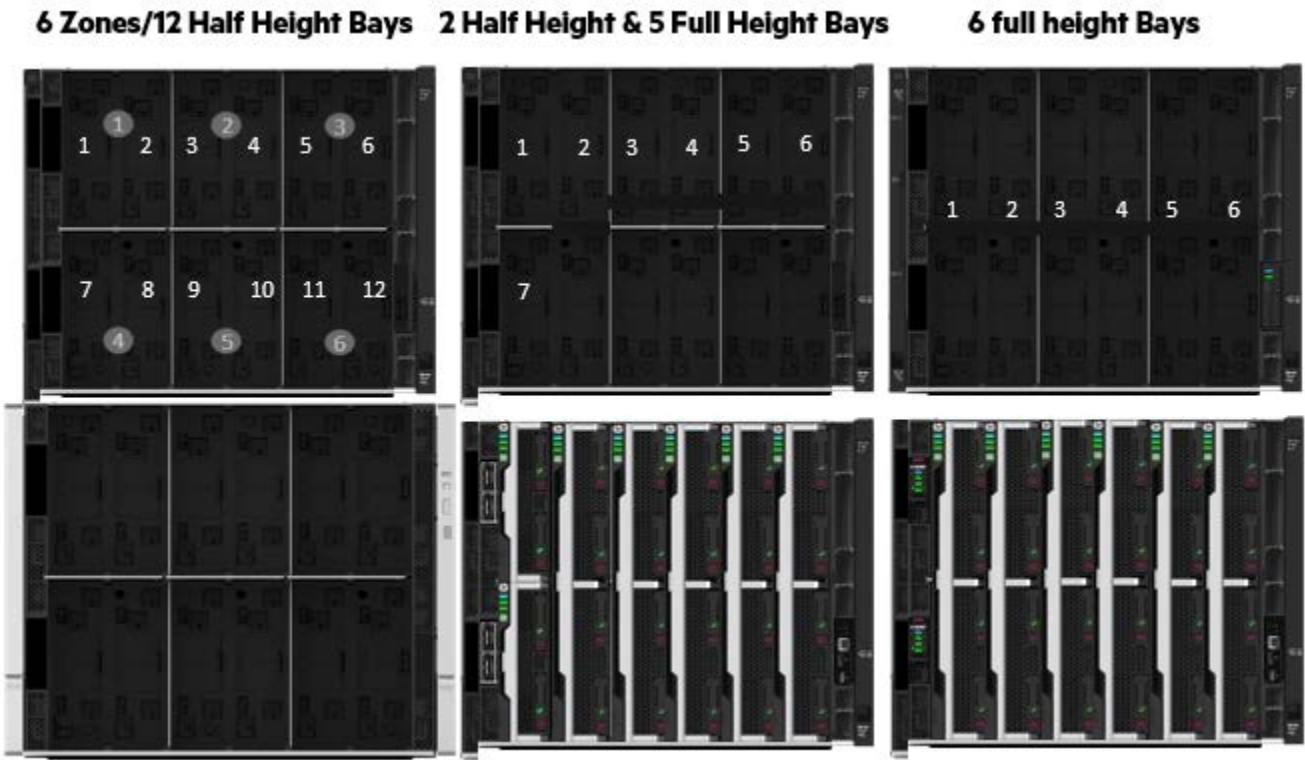 6 Zones/12 Half Height Bays
2 Half Height & 5 Full Height Bays
6 full height Bays
1 2 3
1 2 3 4 5 6
7 8 9 10 11 12
4 5 6
1 2 3 4 5 6
7
1 2 3 4 5 6